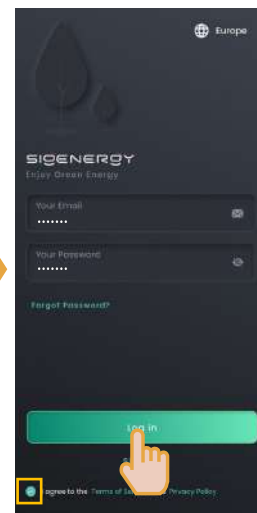 Europe
SIGENERGY
Enjoy Green Energy
Your Email
•••••••
Your Password
•••••••
Forgot Password?
Log in
I agree to the Terms of Privacy Policy